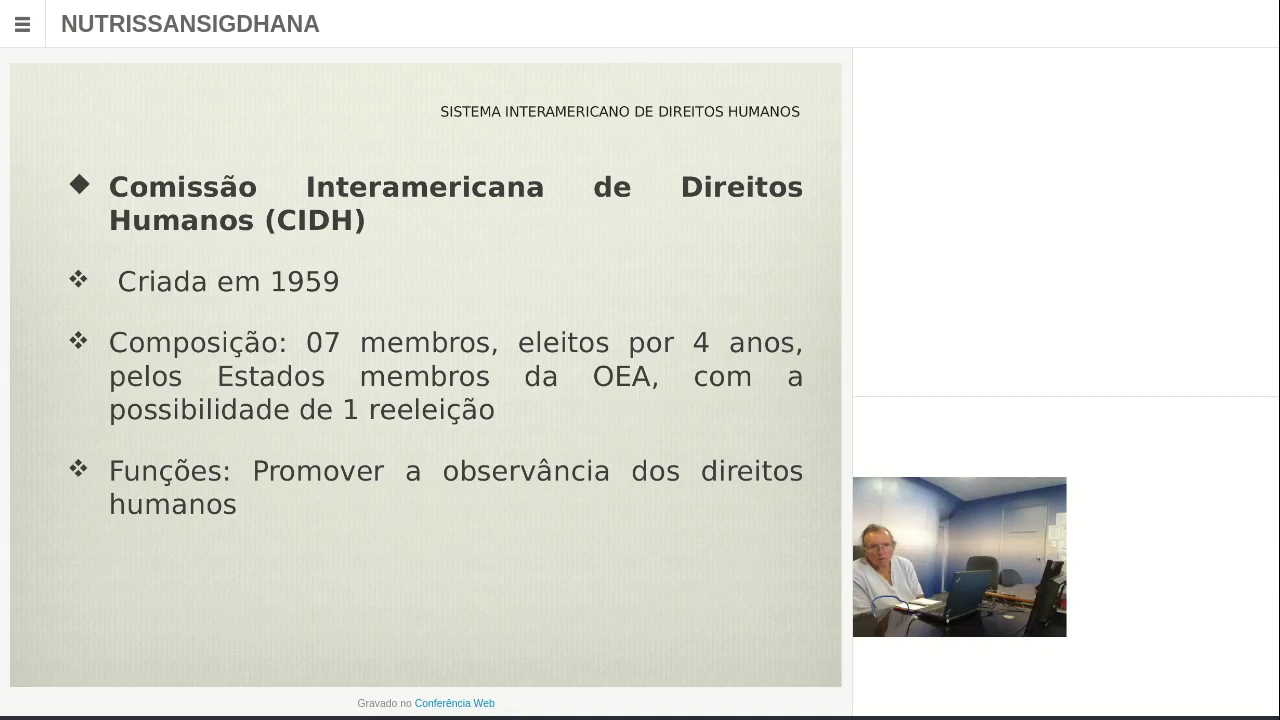 NUTRISSANSIGDHANA
SISTEMA INTERAMERICANO DE DIREITOS HUMANOS
Comissão Interamericana de Direitos
Humanos (CIDH)
Criada em 1959
Composição: 07 membros, eleitos por 4 anos,
pelos Estados membros da OEA, com a
possibilidade de 1 reeleição
Funções: Promover a observância dos direitos
humanos
Gravado no Conferência Web